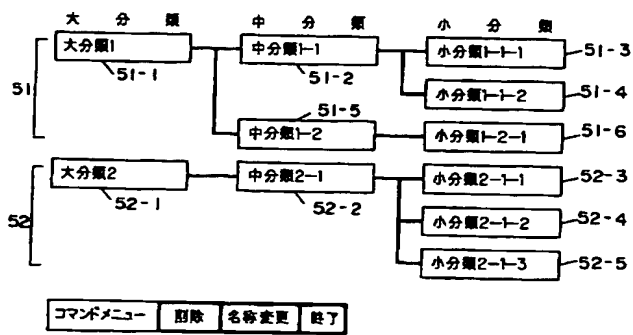 大分類 中分類 小分類
大分類1 中分類1-1 小分類1-1-1 51-3
51-1 51-2
51 小分類1-1-2 51-4
51-5
中分類1-2 小分類1-2-1 51-6
大分類2 中分類2-1 小分類2-1-1 52-3
52-1 52-2
52 小分類2-1-2 52-4
小分類2-1-3 52-5
コマンドメニュー 削除 名称変更 終了